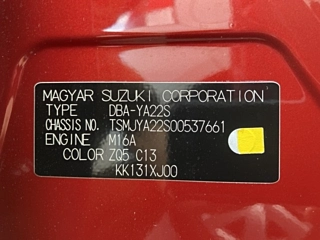 MAGYAR SUZUKI CORPORATION
TYPE DBA-YA22S
CHASSIS NO. TSMJYA22S00537661
ENGINE M16A
COLOR ZQ5 C13
KK131XJ00